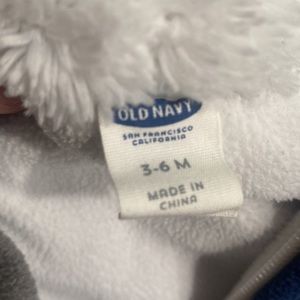 OLD NAVY
SAN FRANCISCO
CALIFORNIA
3-6 M
MADE IN
CHINA